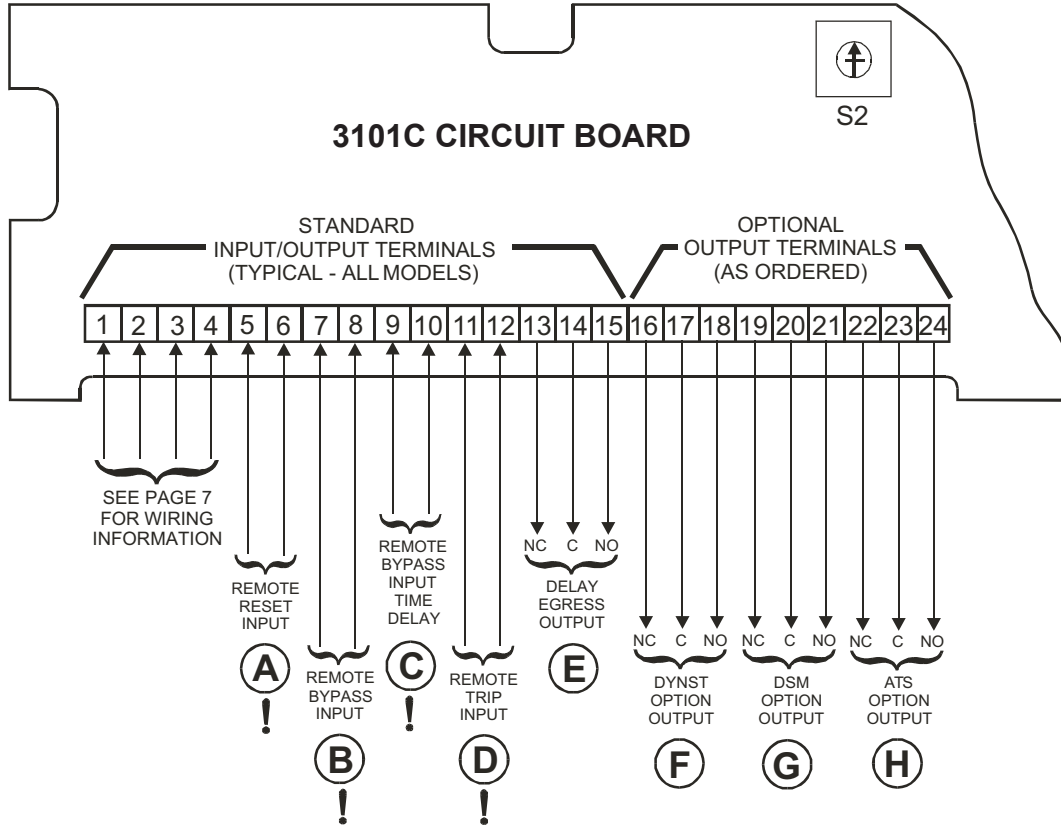 S2
3101C CIRCUIT BOARD
STANDARD
INPUT/OUTPUT TERMINALS
(TYPICAL - ALL MODELS)
OPTIONAL
OUTPUT TERMINALS
(AS ORDERED)
1 2 3 4 5 6 7 8 9 10 11 12 13 14 15 16 17 18 19 20 21 22 23 24
SEE PAGE 7
FOR WIRING
INFORMATION
REMOTE
RESET
INPUT
A
!
REMOTE
BYPASS
INPUT
B
!
REMOTE
BYPASS
INPUT
TIME
DELAY
C
!
REMOTE
TRIP
INPUT
D
!
NC C NO
DELAY
EGRESS
OUTPUT
E
NC C NO
DYNST
OPTION
OUTPUT
F
NC C NO
DSM
OPTION
OUTPUT
G
NC C NO
ATS
OPTION
OUTPUT
H